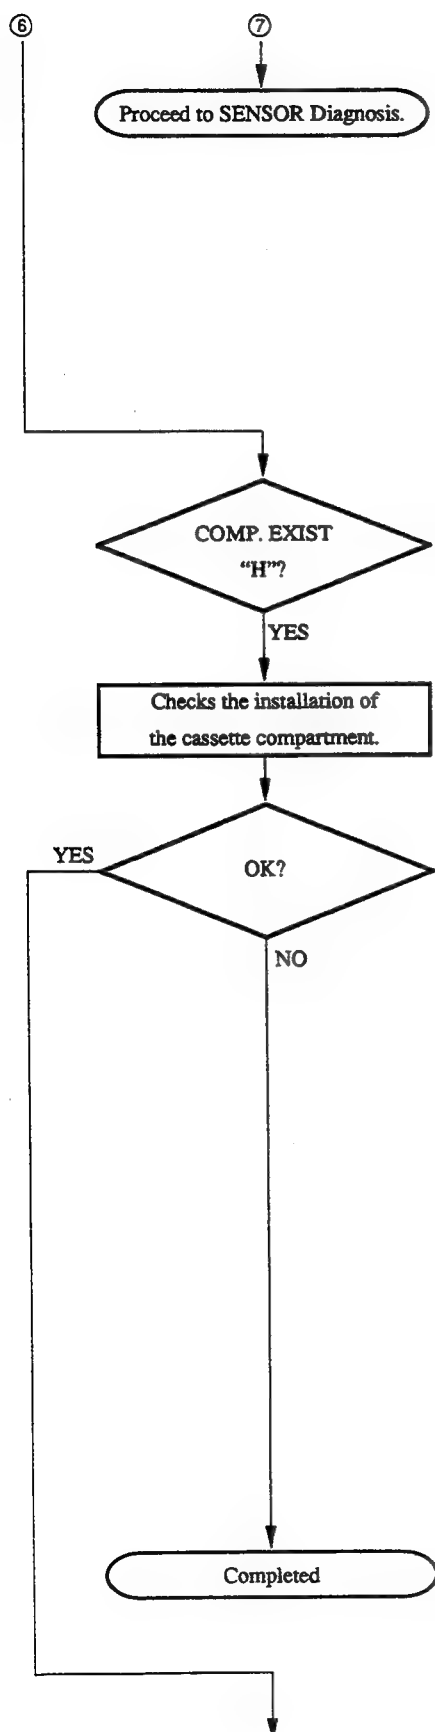 ⑥ ⑦
Proceed to SENSOR Diagnosis.
COMP. EXIST
“H”?
YES
Checks the installation of
the cassette compartment.
YES
OK?
NO
Completed